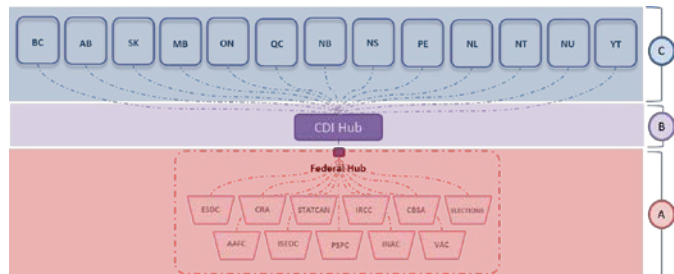 BC AB SK MB ON QC NB NS PE NL NT NU YT
C
CDI Hub
B
Federal Hub
ESDC CRA STATCAN IRCC CBSA ELECTIONS
A
AAFC ISEDC PSPC INAC VAC